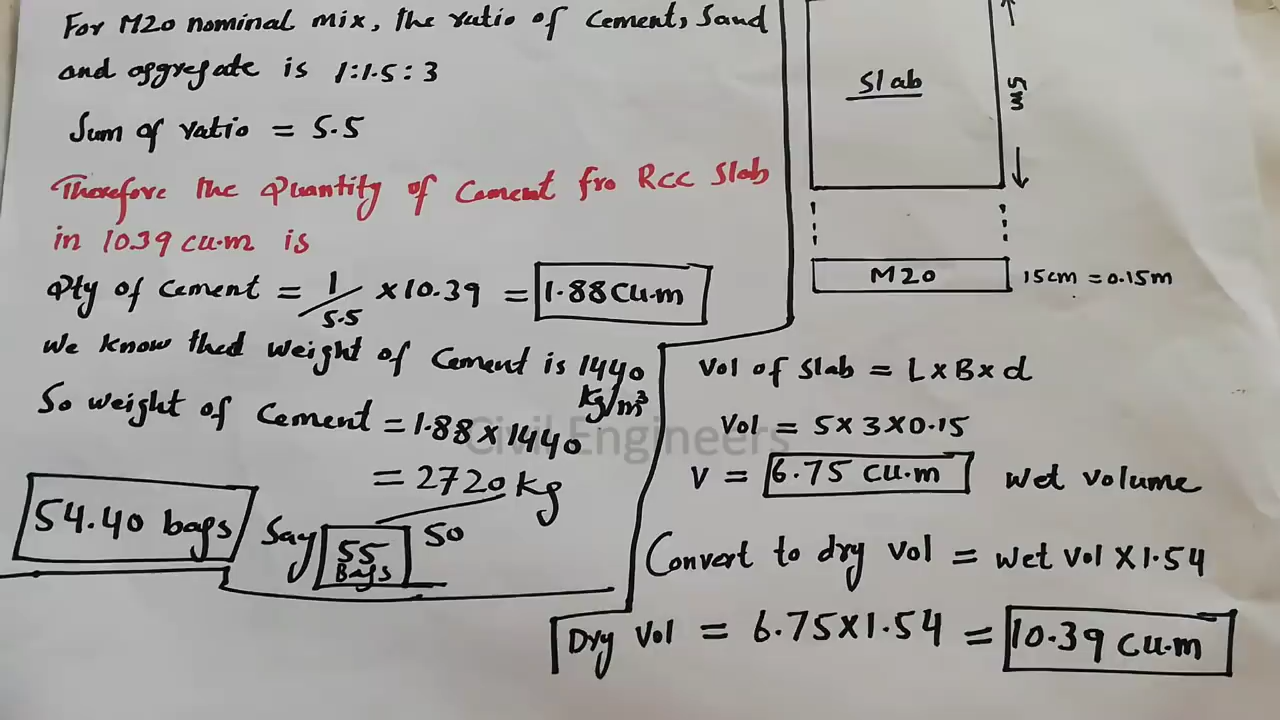 For M20 nominal mix, the ratio of Cement, Sand
and aggregate is 1:1.5:3
Sum of ratio = 5.5
Therefore the Quantity of Cement fro RCC Slab
in 10.39 cu.m is
Qty of Cement = 1/5.5 × 10.39 = 1.88 Cu.m
We know thed weight of Cement is 1440 Kg/m³
So weight of Cement = 1.88 × 1440
= 2720 kg
50
54.40 bags Say 55 Bags
Slab
5m
M20 15cm = 0.15m
Vol of Slab = L×B×d
Vol = 5×3×0.15
V = 6.75 cu.m wet volume
Convert to dry vol = wet vol × 1.54
Dry Vol = 6.75×1.54 = 10.39 cu.m
Civil Engineers